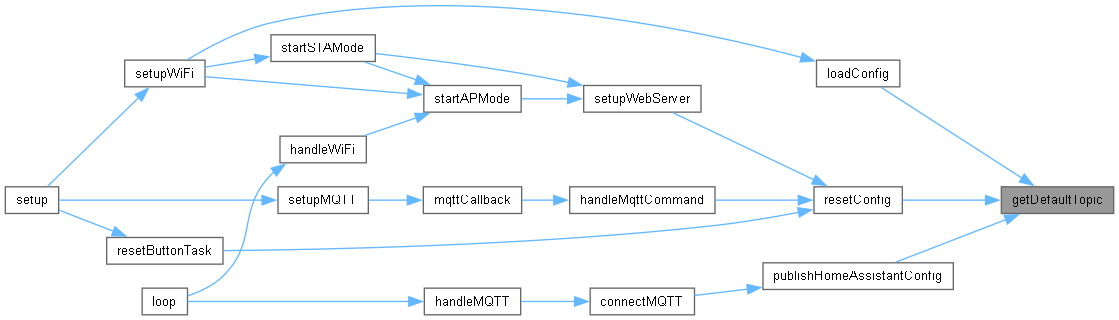 startSTAMode
setupWiFi
loadConfig
startAPMode
setupWebServer
handleWiFi
setup
setupMQTT
mqttCallback
handleMqttCommand
resetConfig
getDefaultTopic
resetButtonTask
publishHomeAssistantConfig
loop
handleMQTT
connectMQTT